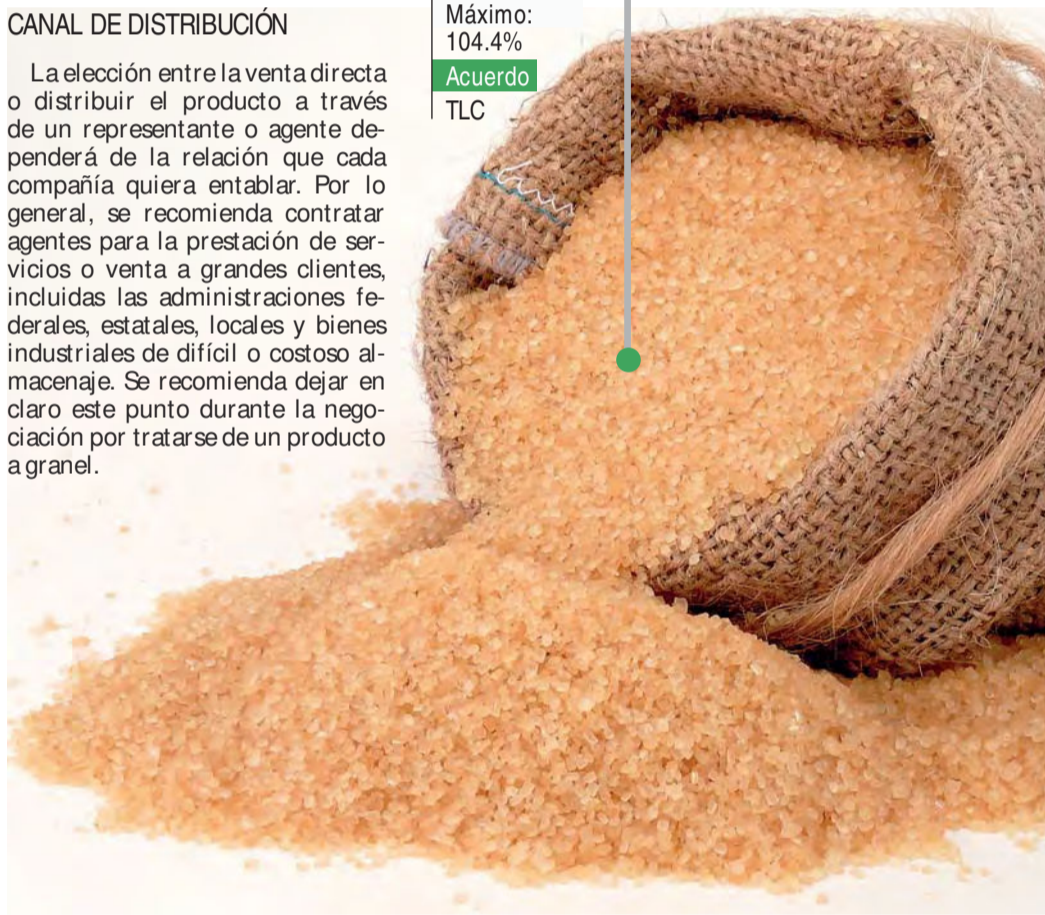 CANAL DE DISTRIBUCIÓN
La elección entre la venta directa
o distribuir el producto a través
de un representante o agente de-
penderá de la relación que cada
compañía quiera entablar. Por lo
general, se recomienda contratar
agentes para la prestación de ser-
vicios o venta a grandes clientes,
incluidas las administraciones fe-
derales, estatales, locales y bienes
industriales de difícil o costoso al-
macenaje. Se recomienda dejar en
claro este punto durante la nego-
ciación por tratarse de un producto
a granel.
Máximo:
104.4%
Acuerdo
TLC